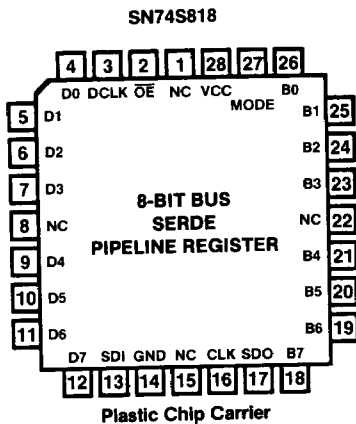 SN74S818
4 3 2 1 28 27 26
D0 DCLK OE NC VCC MODE B0
5 D1 B1 25
6 D2 B2 24
7 D3 B3 23
8 NC NC 22
9 D4 B4 21
10 D5 B5 20
11 D6 B6 19
8-BIT BUS
SERDE
PIPELINE REGISTER
D7 SDI GND NC CLK SDO B7
12 13 14 15 16 17 18
Plastic Chip Carrier